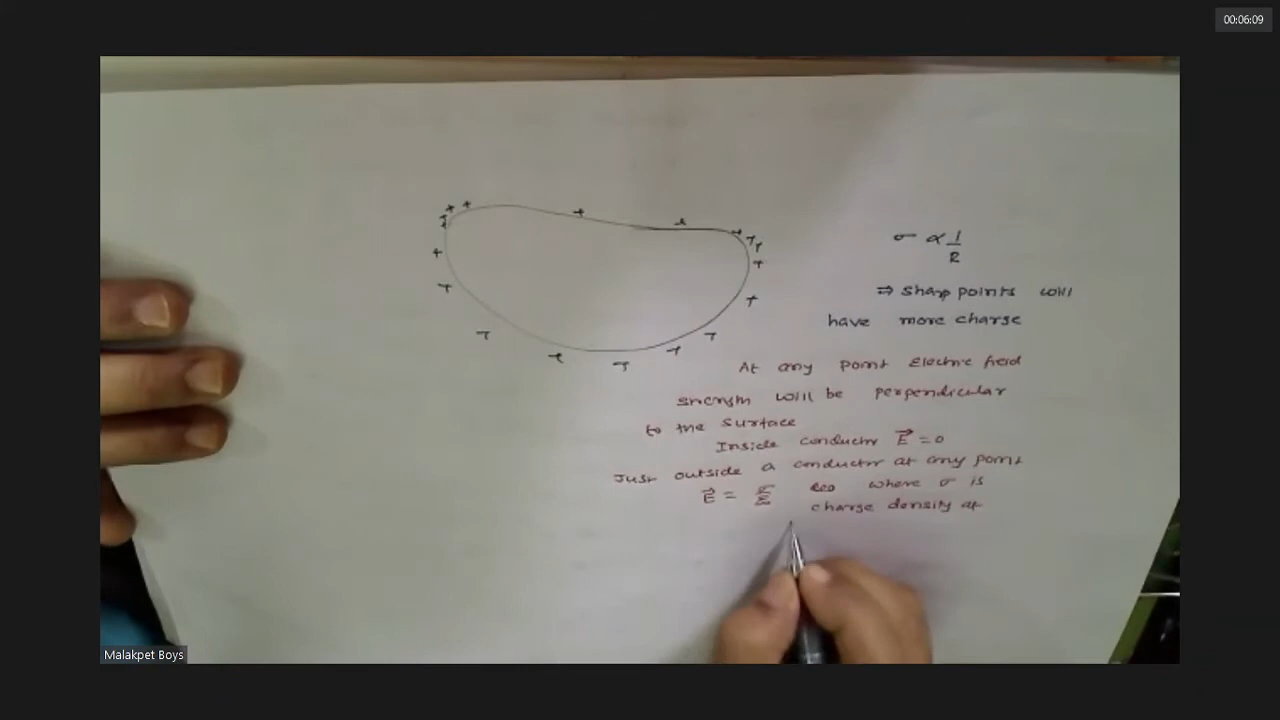 00:06:09
σ ∝ 1/R
⇒ sharp points will
have more charge
At any point Electric field
strength will be perpendicular
to the surface
Inside conductor E⃗ = 0
Just outside a conductor at any point
E⃗ = σ/ε₀ where σ is
charge density at
Malakpet Boys